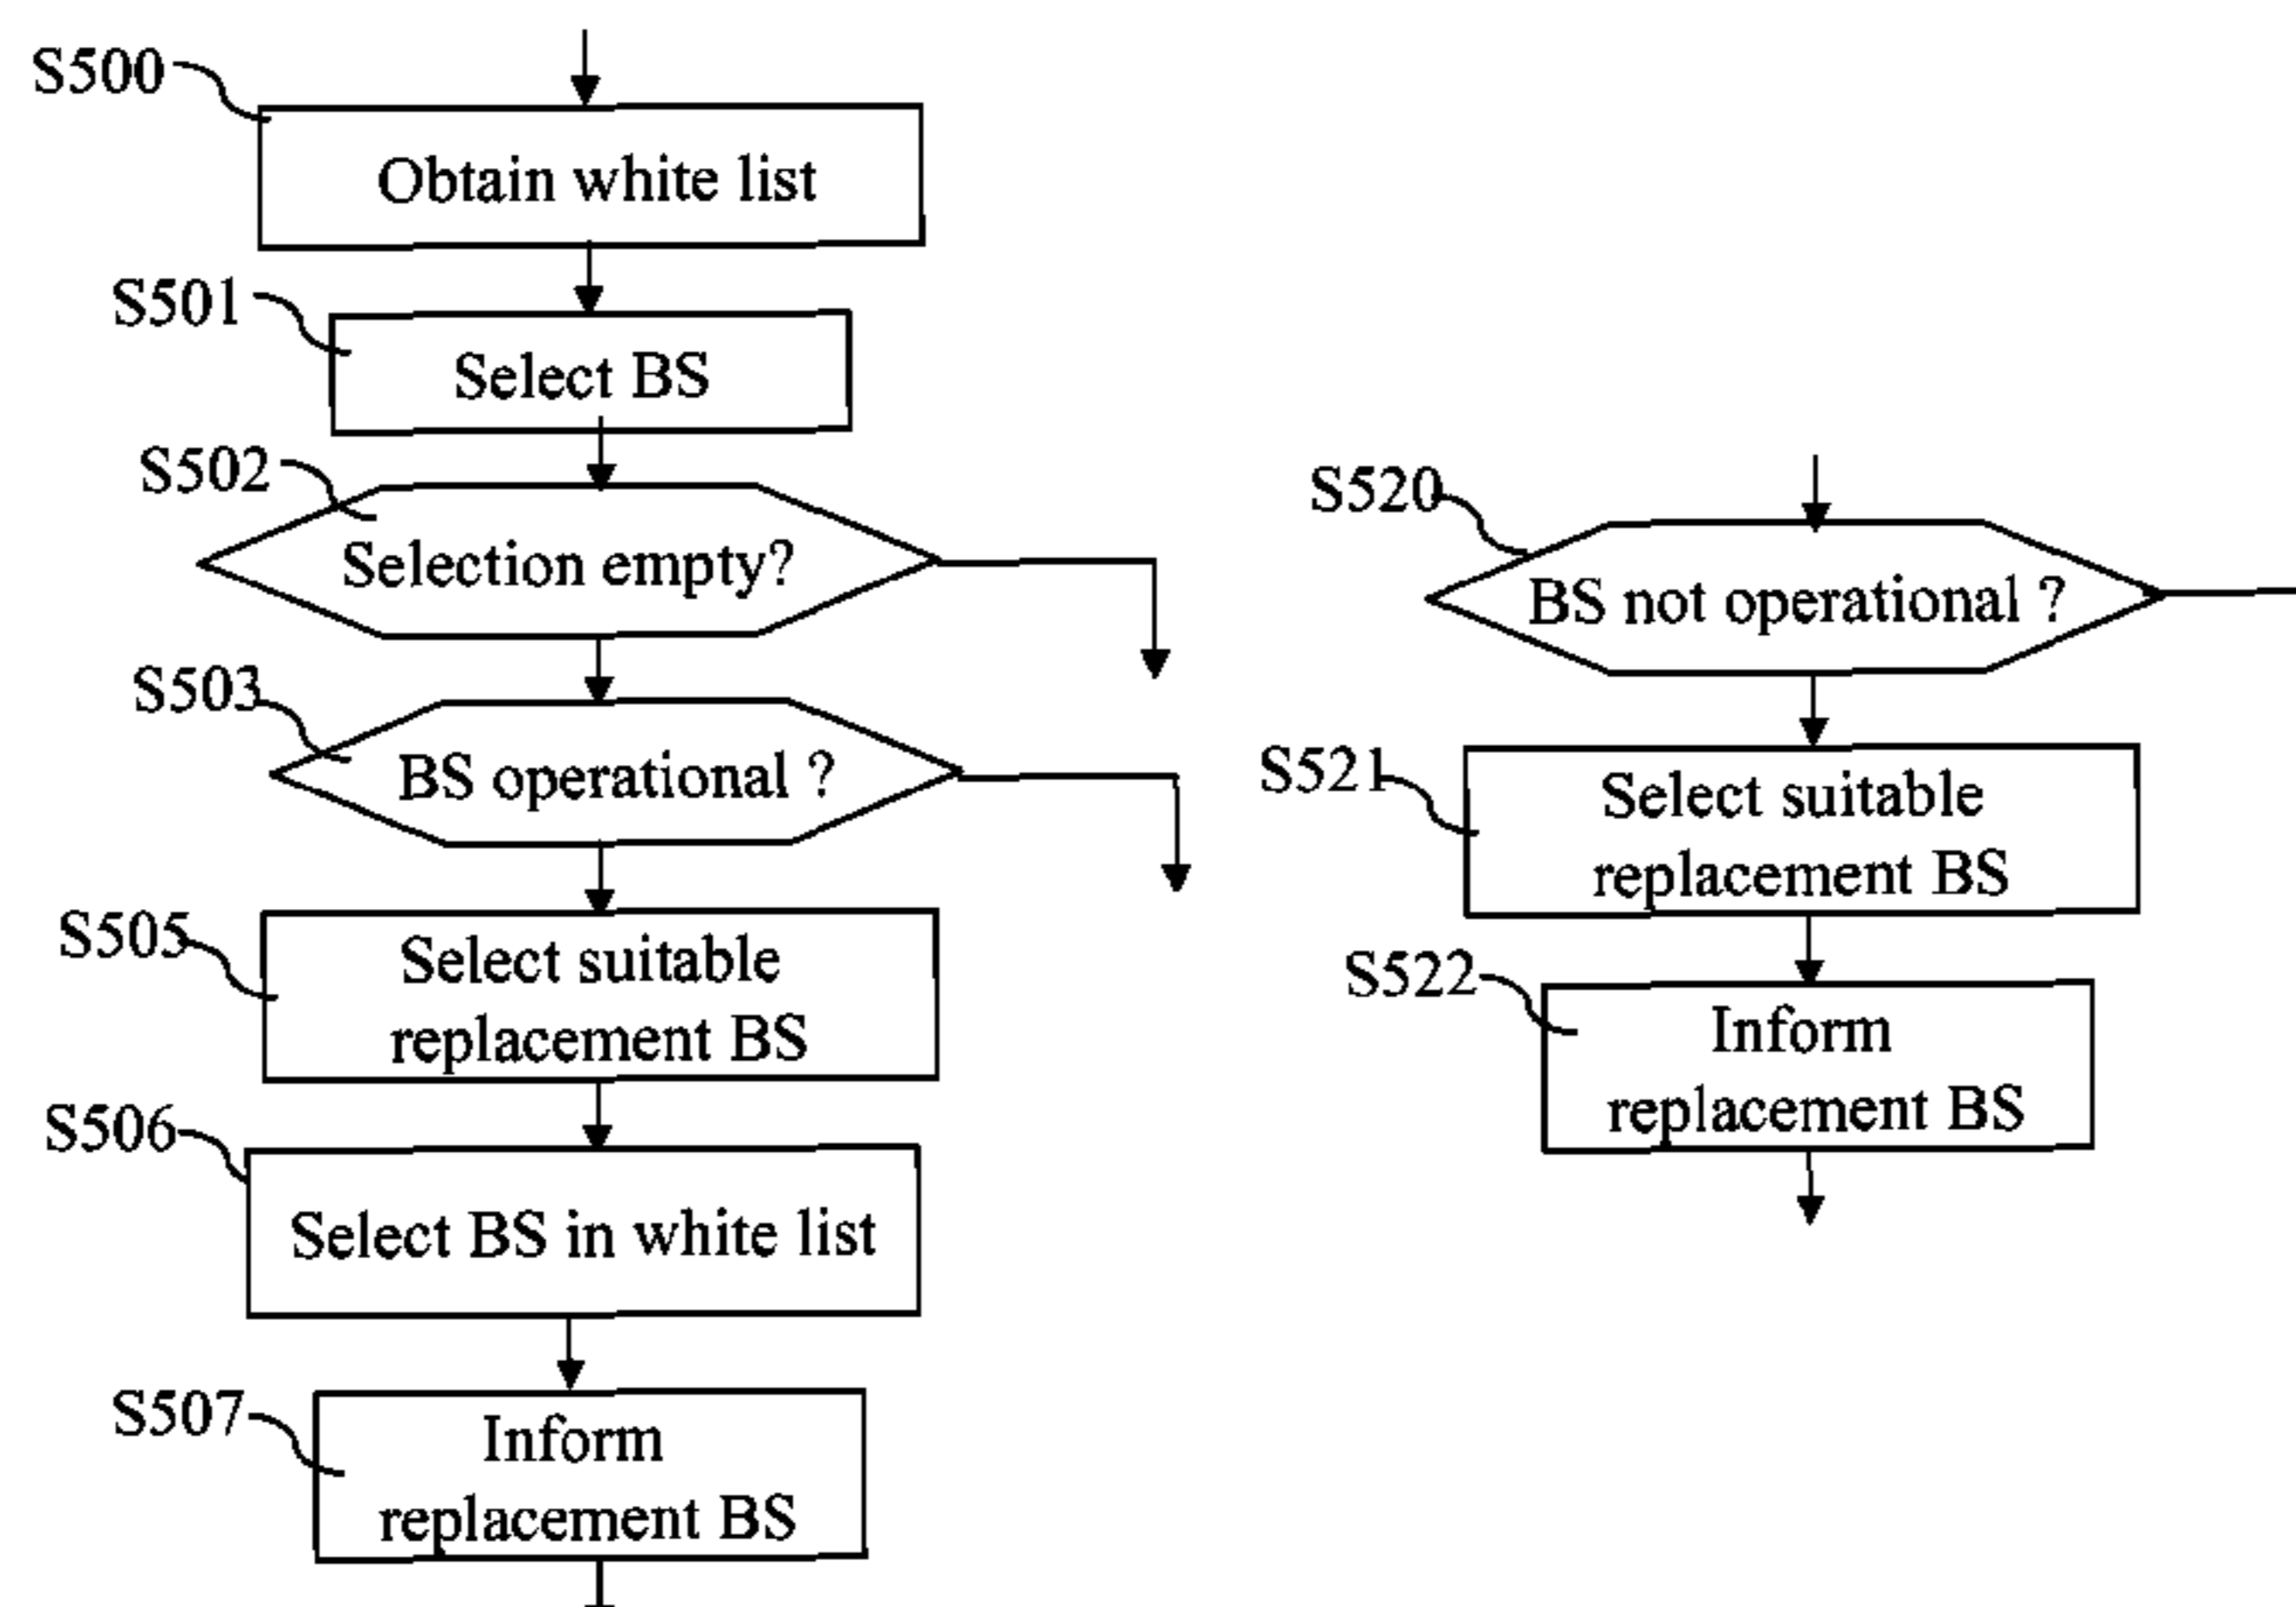 S500
Obtain white list
S501
Select BS
S502
Selection empty?
S503
BS operational ?
S505
Select suitable
replacement BS
S506
Select BS in white list
S507
Inform
replacement BS
S520
BS not operational ?
S521
Select suitable
replacement BS
S522
Inform
replacement BS